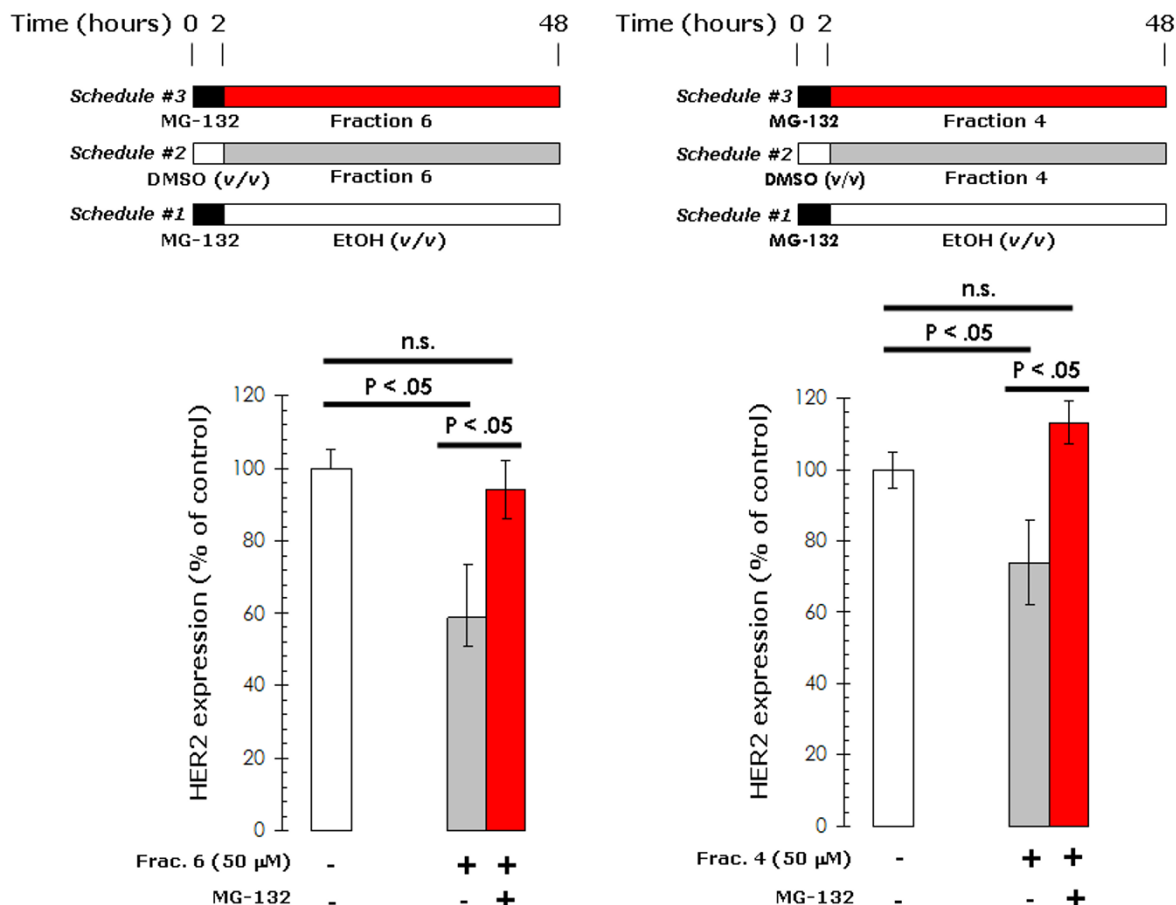 Time (hours) 0 2 48
Schedule #3
MG-132 Fraction 6
Schedule #2
DMSO (v/v) Fraction 6
Schedule #1
MG-132 EtOH (v/v)
n.s.
P < .05
P < .05
HER2 expression (% of control)
120
100
80
60
40
20
0
Frac. 6 (50 µM) - + +
MG-132 - - +
Time (hours) 0 2 48
Schedule #3
MG-132 Fraction 4
Schedule #2
DMSO (v/v) Fraction 4
Schedule #1
MG-132 EtOH (v/v)
n.s.
P < .05
P < .05
HER2 expression (% of control)
120
100
80
60
40
20
0
Frac. 4 (50 µM) - + +
MG-132 - - +